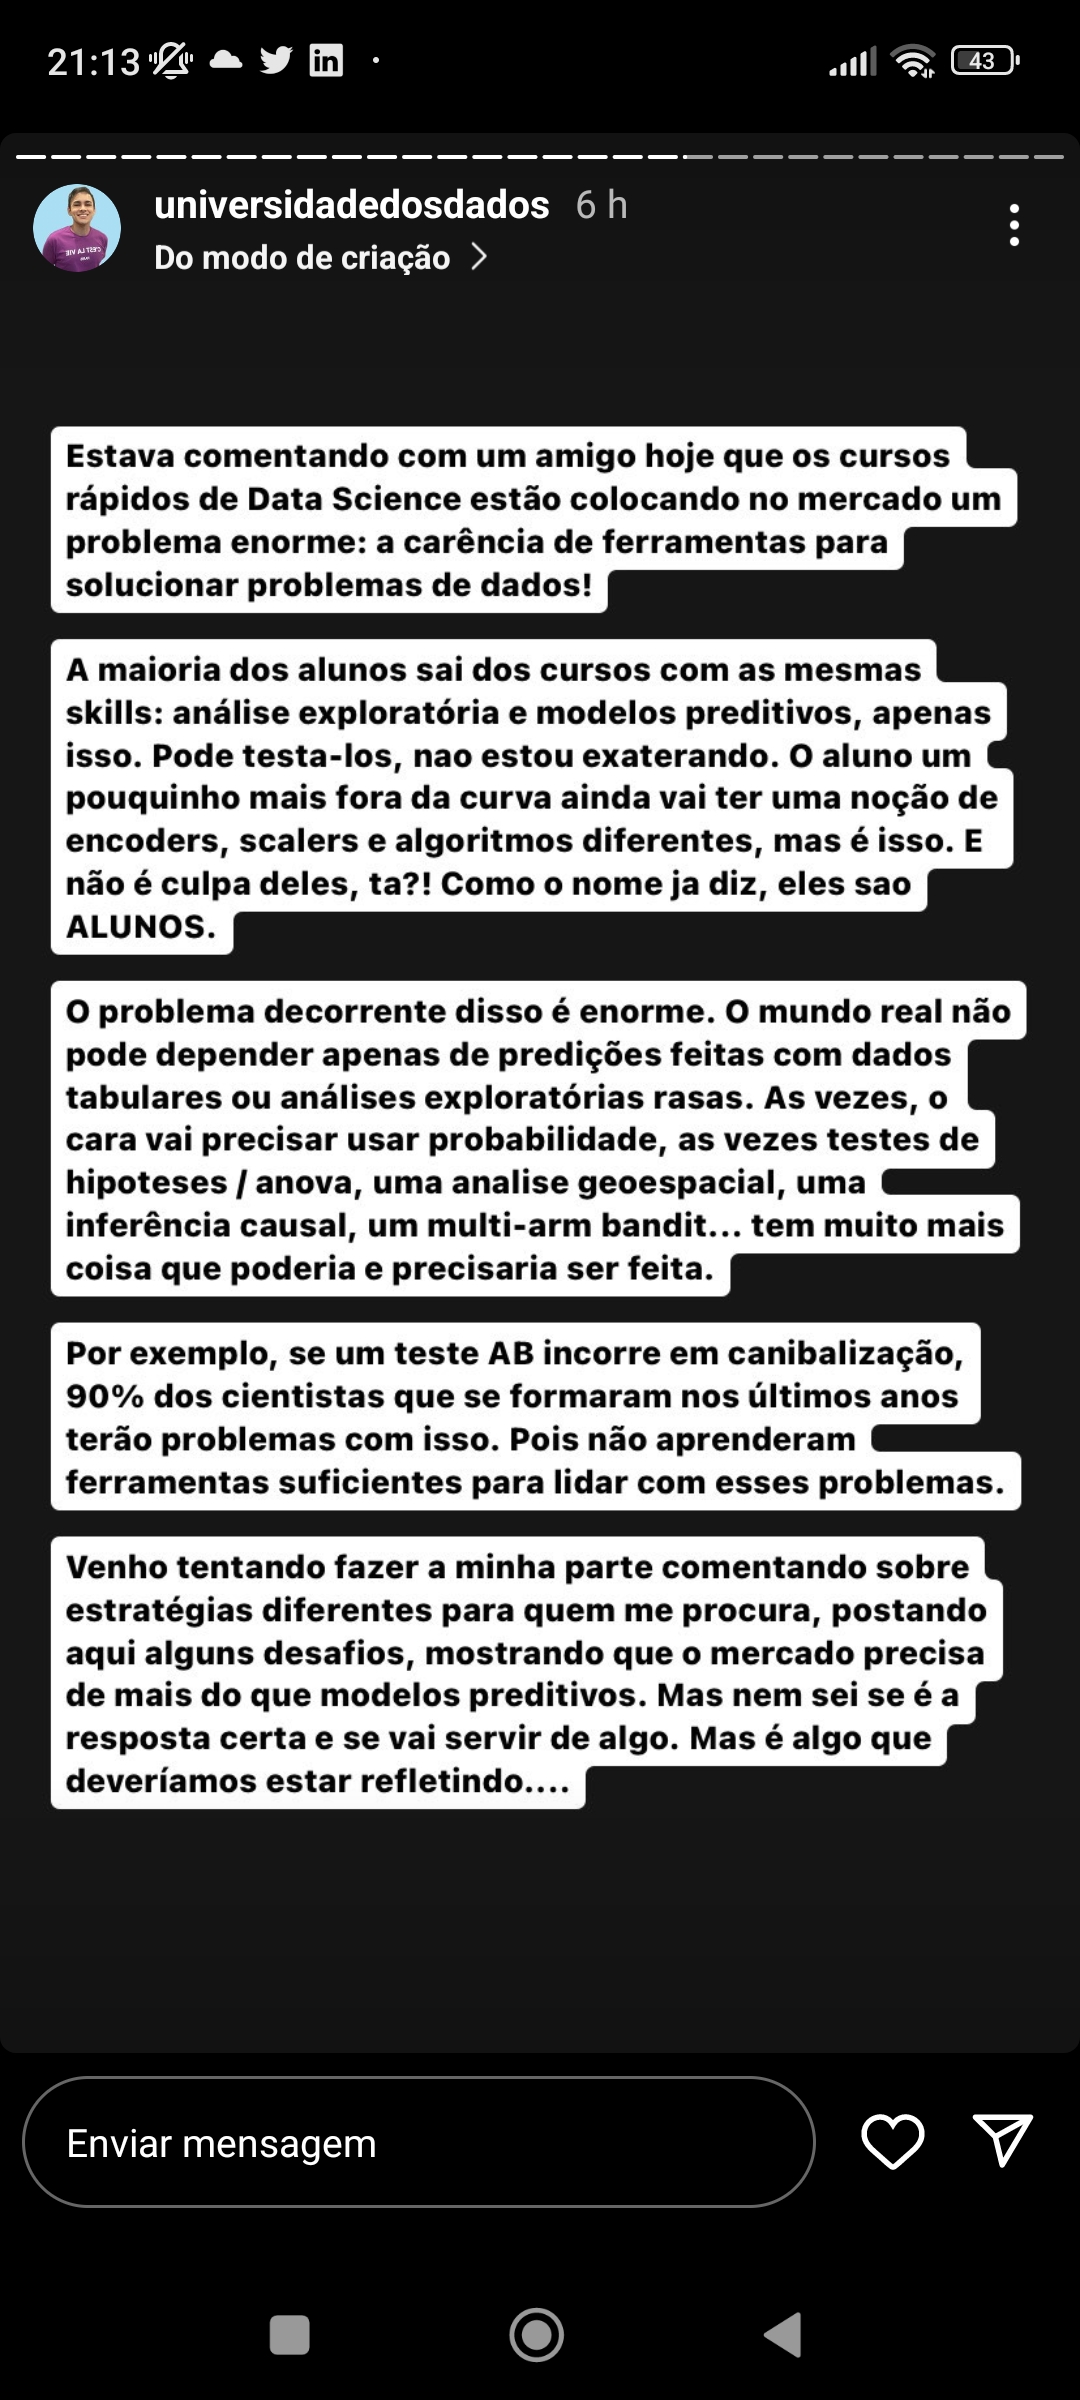 21:13
43
universidadedosdados 6 h
Do modo de criação
Estava comentando com um amigo hoje que os cursos
rápidos de Data Science estão colocando no mercado um
problema enorme: a carência de ferramentas para
solucionar problemas de dados!
A maioria dos alunos sai dos cursos com as mesmas
skills: análise exploratória e modelos preditivos, apenas
isso. Pode testa-los, nao estou exaterando. O aluno um
pouquinho mais fora da curva ainda vai ter uma noção de
encoders, scalers e algoritmos diferentes, mas é isso. E
não é culpa deles, ta?! Como o nome ja diz, eles sao
ALUNOS.
O problema decorrente disso é enorme. O mundo real não
pode depender apenas de predições feitas com dados
tabulares ou análises exploratórias rasas. As vezes, o
cara vai precisar usar probabilidade, as vezes testes de
hipoteses / anova, uma analise geoespacial, uma
inferência causal, um multi-arm bandit... tem muito mais
coisa que poderia e precisaria ser feita.
Por exemplo, se um teste AB incorre em canibalização,
90% dos cientistas que se formaram nos últimos anos
terão problemas com isso. Pois não aprenderam
ferramentas suficientes para lidar com esses problemas.
Venho tentando fazer a minha parte comentando sobre
estratégias diferentes para quem me procura, postando
aqui alguns desafios, mostrando que o mercado precisa
de mais do que modelos preditivos. Mas nem sei se é a
resposta certa e se vai servir de algo. Mas é algo que
deveríamos estar refletindo....
Enviar mensagem